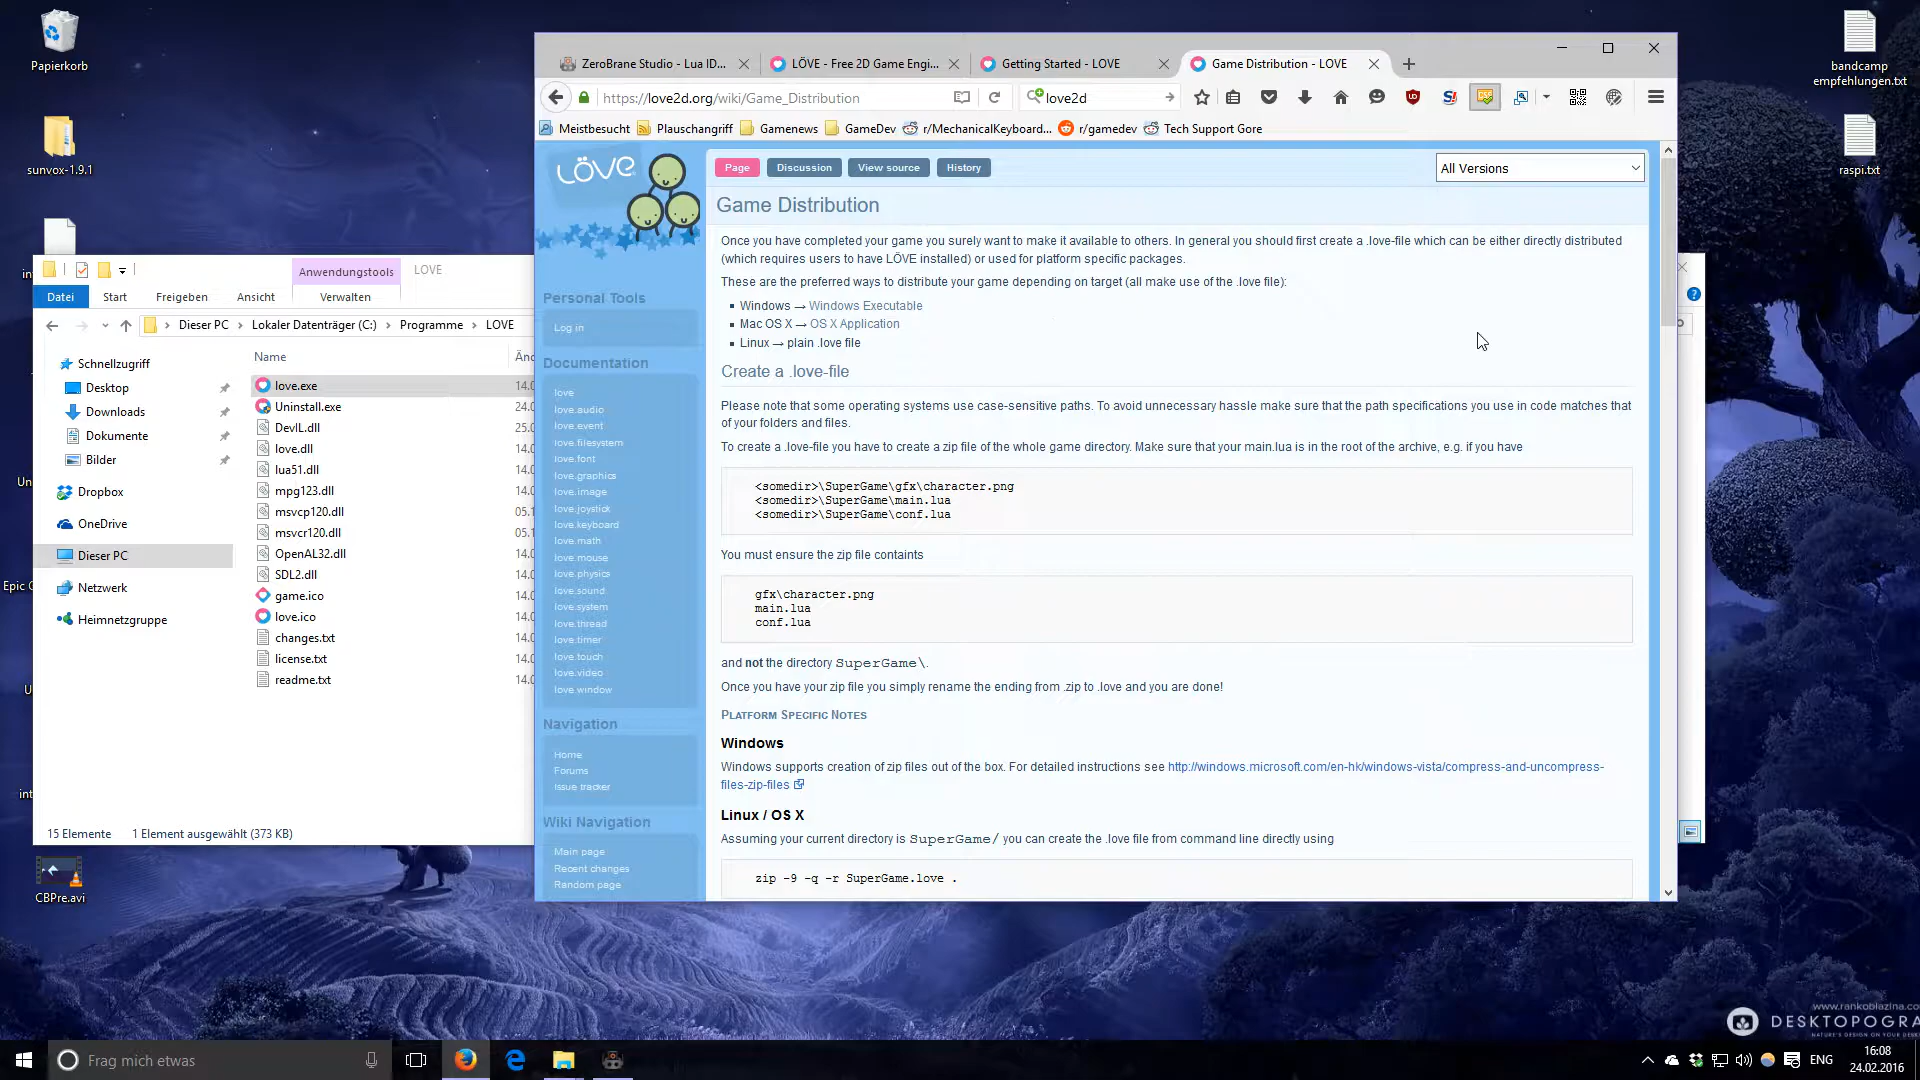 Papierkorb
sunvox-1.9.1
bandcamp
empfehlungen.txt
raspi.txt
CBPre.avi
Anwendungstools
LOVE
Datei
Start
Freigeben
Ansicht
Verwalten
Dieser PC
Lokaler Datenträger (C:)
Programme
LOVE
Name
Schnellzugriff
Desktop
Downloads
Dokumente
Bilder
Dropbox
OneDrive
Dieser PC
Netzwerk
Heimnetzgruppe
love.exe
Uninstall.exe
DevIL.dll
love.dll
lua51.dll
mpg123.dll
msvcp120.dll
msvcr120.dll
OpenAL32.dll
SDL2.dll
game.ico
love.ico
changes.txt
license.txt
readme.txt
15 Elemente 1 Element ausgewählt (373 KB)
ZeroBrane Studio - Lua ID...
LÖVE - Free 2D Game Engi...
Getting Started - LOVE
Game Distribution - LOVE
https://love2d.org/wiki/Game_Distribution
love2d
Meistbesucht
Plauschangriff
Gamenews
GameDev
r/MechanicalKeyboard...
r/gamedev
Tech Support Gore
LÖVE
Page
Discussion
View source
History
All Versions
Personal Tools
Log in
Documentation
love
love.audio
love.event
love.filesystem
love.font
love.graphics
love.image
love.joystick
love.keyboard
love.math
love.mouse
love.physics
love.sound
love.system
love.thread
love.timer
love.touch
love.video
love.window
Navigation
Home
Forums
Issue tracker
Wiki Navigation
Main page
Recent changes
Random page
Game Distribution
Once you have completed your game you surely want to make it available to others. In general you should first create a .love-file which can be either directly distributed
(which requires users to have LÖVE installed) or used for platform specific packages.
These are the preferred ways to distribute your game depending on target (all make use of the .love file):
Windows → Windows Executable
Mac OS X → OS X Application
Linux → plain .love file
Create a .love-file
Please note that some operating systems use case-sensitive paths. To avoid unnecessary hassle make sure that the path specifications you use in code matches that
of your folders and files.
To create a .love-file you have to create a zip file of the whole game directory. Make sure that your main.lua is in the root of the archive, e.g. if you have
<somedir>\SuperGame\gfx\character.png
<somedir>\SuperGame\main.lua
<somedir>\SuperGame\conf.lua
You must ensure the zip file containts
gfx\character.png
main.lua
conf.lua
and not the directory SuperGame\.
Once you have your zip file you simply rename the ending from .zip to .love and you are done!
PLATFORM SPECIFIC NOTES
Windows
Windows supports creation of zip files out of the box. For detailed instructions see http://windows.microsoft.com/en-hk/windows-vista/compress-and-uncompress-
files-zip-files
Linux / OS X
Assuming your current directory is SuperGame/ you can create the .love file from command line directly using
zip -9 -q -r SuperGame.love .
DESKTOPOGRA
Frag mich etwas
ENG
16:08
24.02.2016